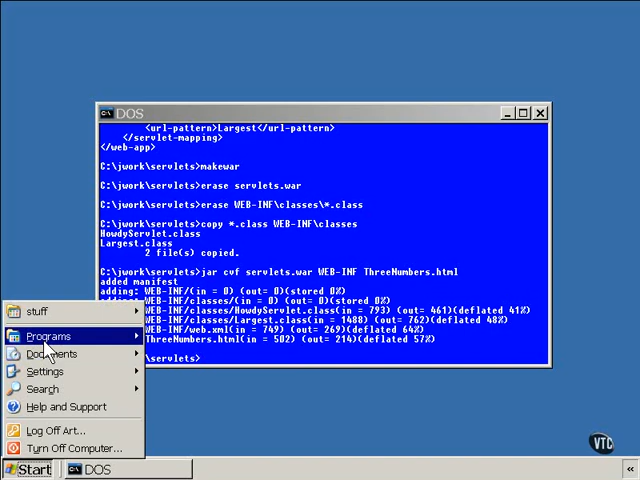 DOS
<url-pattern>Largest</url-pattern>
</servlet-mapping>
</web-app>
C:\jwork\servlets>makewar
C:\jwork\servlets>erase servlets.war
C:\jwork\servlets>erase WEB-INF\classes\*.class
C:\jwork\servlets>copy *.class WEB-INF\classes
HowdyServlet.class
Largest.class
2 file(s) copied.
C:\jwork\servlets>jar cvf servlets.war WEB-INF ThreeNumbers.html
added manifest
adding: WEB-INF/(in = 0) (out= 0)(stored 0%)
WEB-INF/classes/(in = 0) (out= 0)(stored 0%)
WEB-INF/classes/HowdyServlet.class(in = 793) (out= 461)(deflated 41%)
WEB-INF/classes/Largest.class(in = 1488) (out= 762)(deflated 48%)
WEB-INF/web.xml(in = 749) (out= 269)(deflated 64%)
ThreeNumbers.html(in = 502) (out= 214)(deflated 57%)
\servlets>
stuff
Programs
Documents
Settings
Search
Help and Support
Log Off Art...
Turn Off Computer...
VTC
Start
DOS